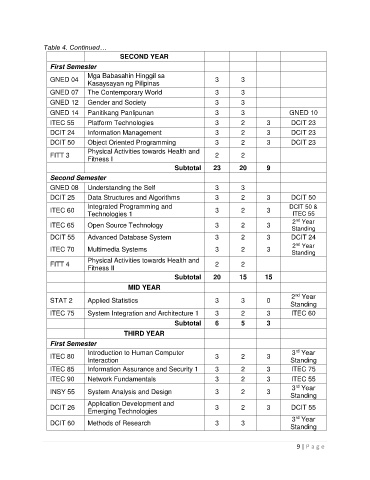 Table 4. Continued…
SECOND YEAR
First Semester
GNED 04 Mga Babasahin Hinggil sa Kasaysayan ng Pilipinas 3 3
GNED 07 The Contemporary World 3 3
GNED 12 Gender and Society 3 3
GNED 14 Panitikang Panlipunan 3 3 GNED 10
ITEC 55 Platform Technologies 3 2 3 DCIT 23
DCIT 24 Information Management 3 2 3 DCIT 23
DCIT 50 Object Oriented Programming 3 2 3 DCIT 23
FITT 3 Physical Activities towards Health and Fitness I 2 2
Subtotal 23 20 9
Second Semester
GNED 08 Understanding the Self 3 3
DCIT 25 Data Structures and Algorithms 3 2 3 DCIT 50
ITEC 60 Integrated Programming and Technologies 1 3 2 3 DCIT 50 & ITEC 55
ITEC 65 Open Source Technology 3 2 3 2nd Year Standing
DCIT 55 Advanced Database System 3 2 3 DCIT 24
ITEC 70 Multimedia Systems 3 2 3 2nd Year Standing
FITT 4 Physical Activities towards Health and Fitness II 2 2
Subtotal 20 15 15
MID YEAR
STAT 2 Applied Statistics 3 3 0 2nd Year Standing
ITEC 75 System Integration and Architecture 1 3 2 3 ITEC 60
Subtotal 6 5 3
THIRD YEAR
First Semester
ITEC 80 Introduction to Human Computer Interaction 3 2 3 3rd Year Standing
ITEC 85 Information Assurance and Security 1 3 2 3 ITEC 75
ITEC 90 Network Fundamentals 3 2 3 ITEC 55
INSY 55 System Analysis and Design 3 2 3 3rd Year Standing
DCIT 26 Application Development and Emerging Technologies 3 2 3 DCIT 55
DCIT 60 Methods of Research 3 3 3rd Year Standing
9 | Page